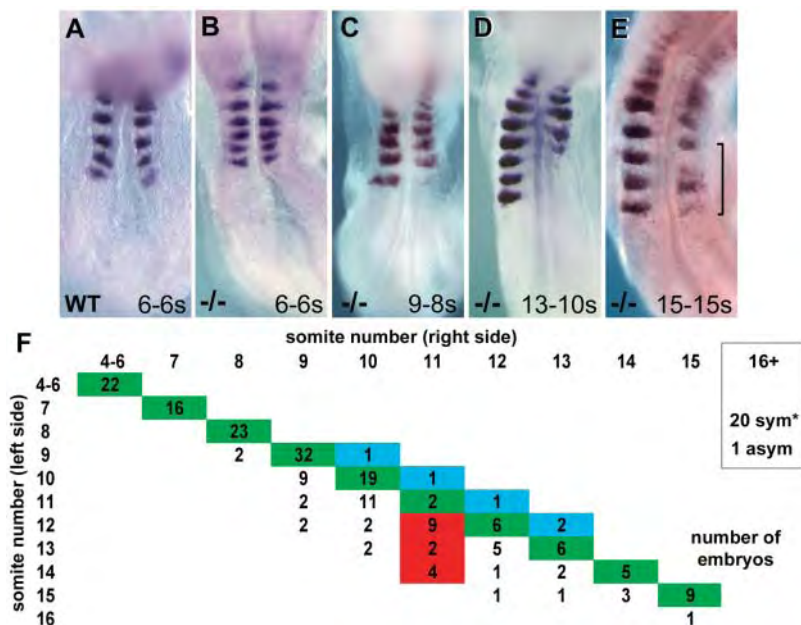 A B C D E
WT 6-6s -/- 6-6s -/- 9-8s -/- 13-10s -/- 15-15s
somite number (right side)
F
4-6 7 8 9 10 11 12 13 14 15 16+
somite number (left side)
4-6 22
7 16
8 23
9 2 32 1
10 9 19 1
11 2 11 2 1
12 2 2 9 6 2
13 2 2 5 6
14 4 1 2 5
15 1 1 3 9
16 1
20 sym*
1 asym
number of
embryos